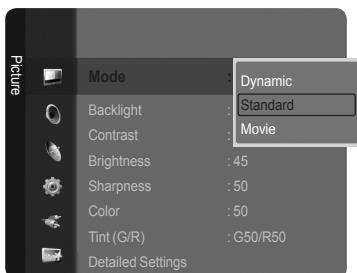 Picture
Mode :
Dynamic
Standard
Movie
Backlight :
Contrast :
Brightness : 45
Sharpness : 50
Color : 50
Tint (G/R) : G50/R50
Detailed Settings